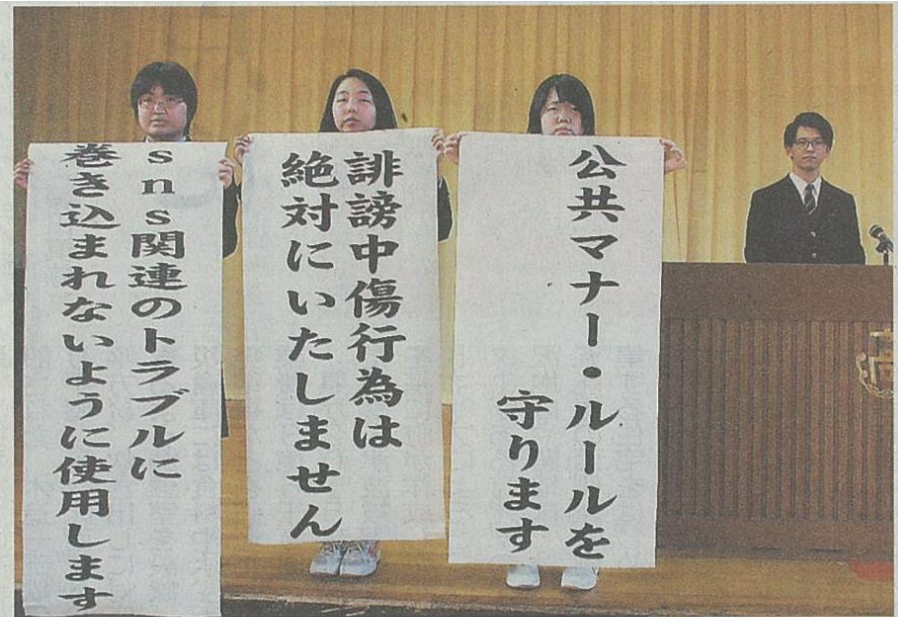 公共マナー・ルールを
守ります
誹謗中傷行為は
絶対にいたしません
sns関連のトラブルに
巻き込まれないように使用します
高